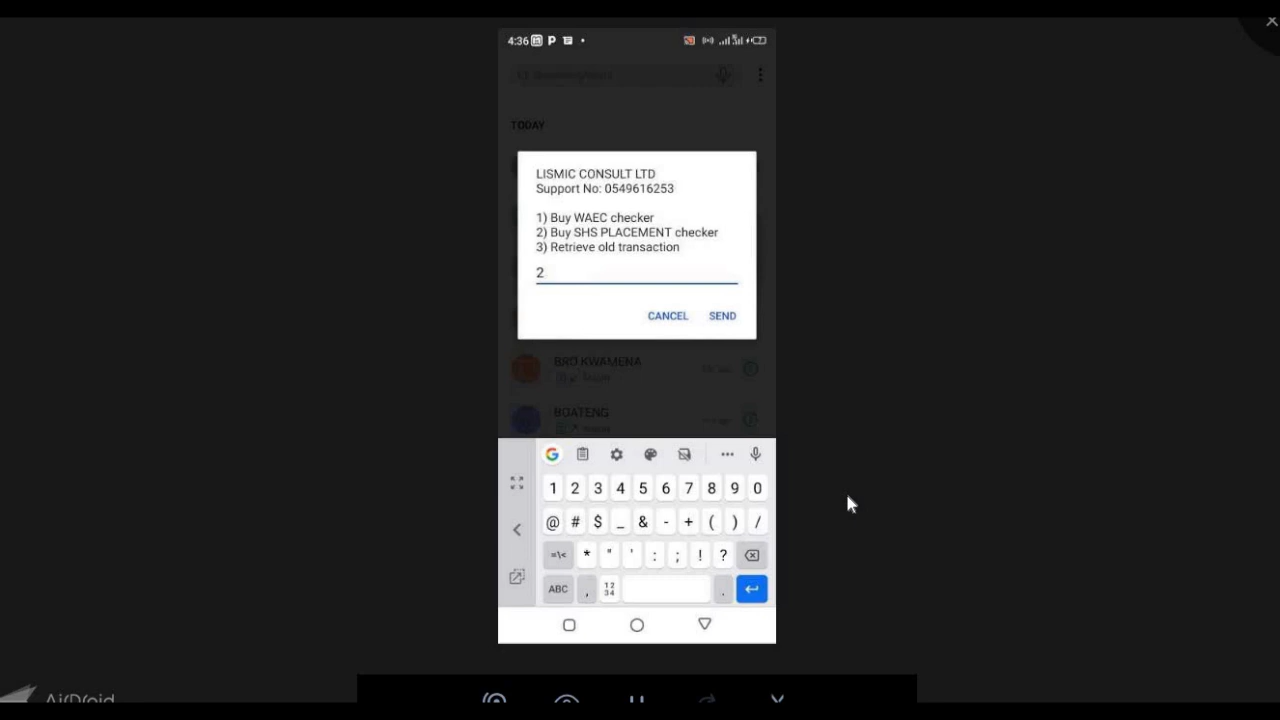 4:36
TODAY
LISMIC CONSULT LTD
Support No: 0549616253
1) Buy WAEC checker
2) Buy SHS PLACEMENT checker
3) Retrieve old transaction
2
CANCEL SEND
BRO KWAMENA
BOATENG
1 2 3 4 5 6 7 8 9 0
@ # $ _ & - + ( ) /
=\< * " ' : ; ! ?
ABC , 12 34 .
AirDroid